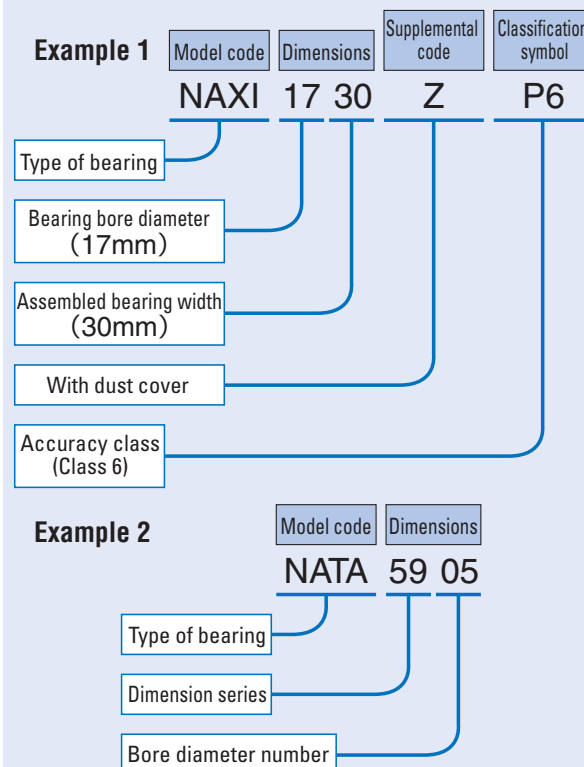 Example 1
Model code
Dimensions
Supplemental
code
Classification
symbol
NAXI 17 30 Z P6
Type of bearing
Bearing bore diameter
（17mm）
Assembled bearing width
（30mm）
With dust cover
Accuracy class
(Class 6)
Example 2
Model code
Dimensions
NATA 59 05
Type of bearing
Dimension series
Bore diameter number